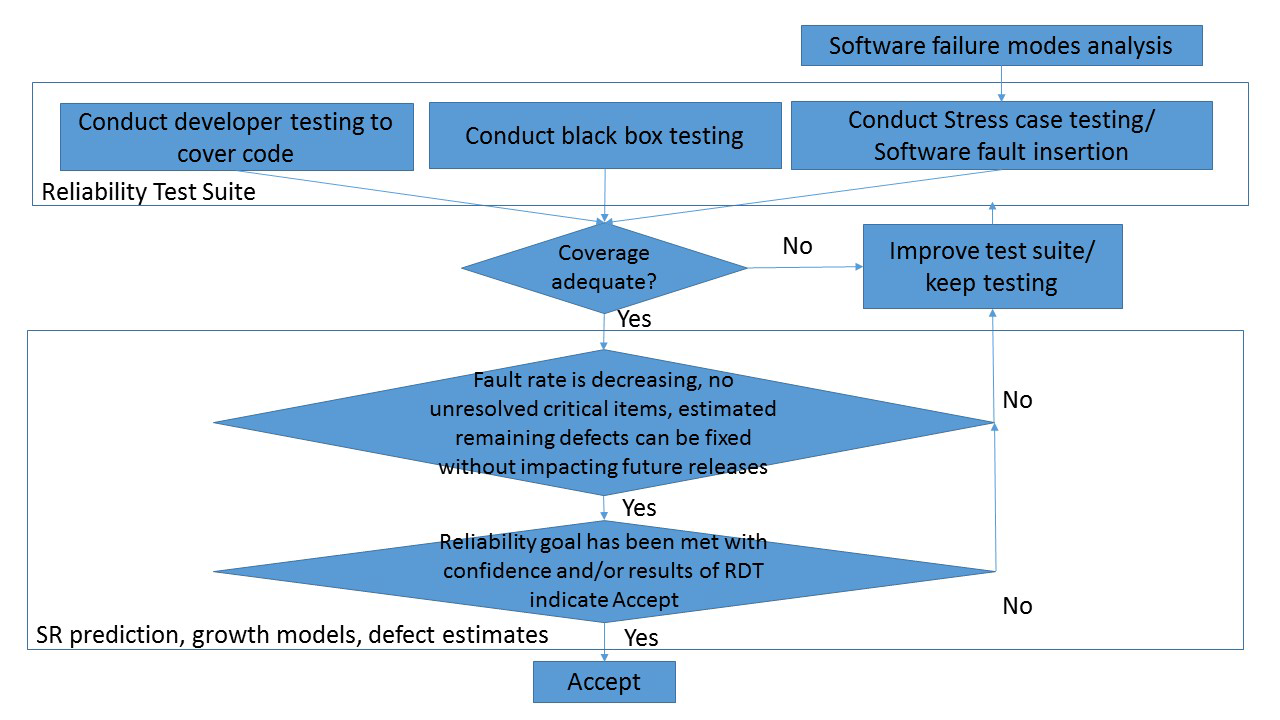 Software failure modes analysis
Conduct developer testing to
cover code
Conduct black box testing
Conduct Stress case testing/
Software fault insertion
Reliability Test Suite
Coverage
adequate?
No
Improve test suite/
keep testing
Yes
Fault rate is decreasing, no
unresolved critical items, estimated
remaining defects can be fixed
without impacting future releases
No
Yes
Reliability goal has been met with
confidence and/or results of RDT
indicate Accept
No
SR prediction, growth models, defect estimates
Yes
Accept